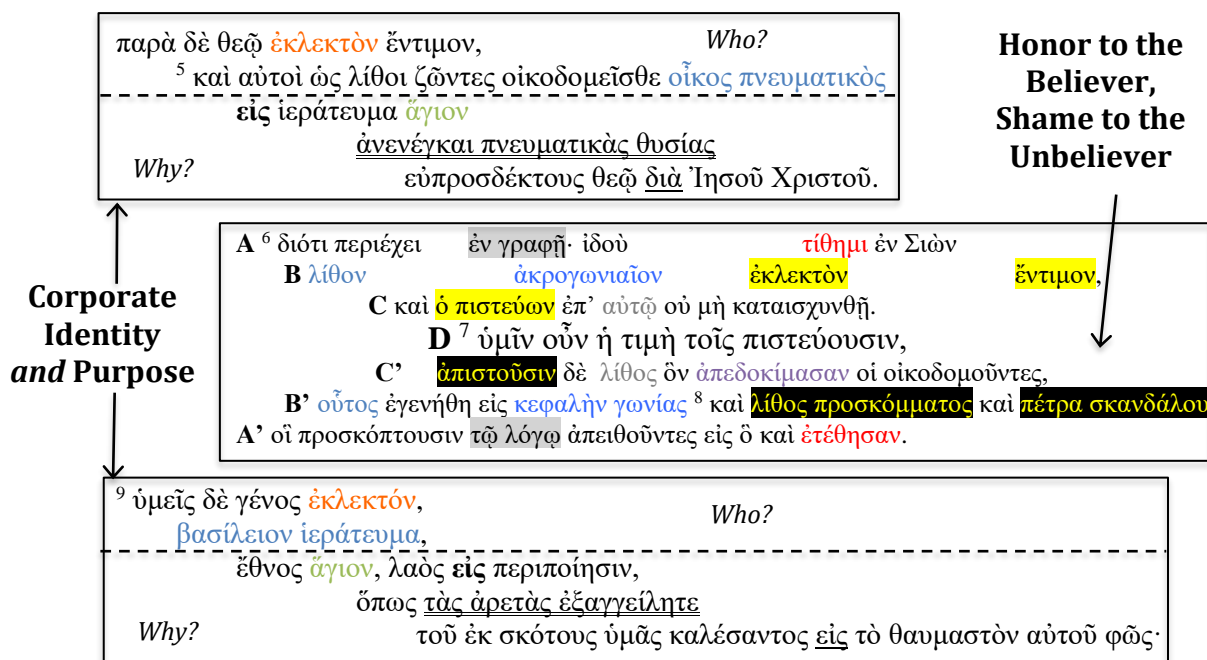 παρὰ δὲ θεῷ ἐκλεκτὸν ἔντιμον, Who?
⁵ καὶ αὐτοὶ ὡς λίθοι ζῶντες οἰκοδομεῖσθε οἶκος πνευματικὸς
εἰς ἱεράτευμα ἅγιον
ἀνενέγκαι πνευματικὰς θυσίας
Why? εὐπροσδέκτους θεῷ διὰ Ἰησοῦ Χριστοῦ.
Honor to the
Believer,
Shame to the
Unbeliever
Corporate
Identity
and Purpose
A ⁶ διότι περιέχει ἐν γραφῇ· ἰδοὺ τίθημι ἐν Σιὼν
B λίθον ἀκρογωνιαῖον ἐκλεκτὸν ἔντιμον,
C καὶ ὁ πιστεύων ἐπ’ αὐτῷ οὐ μὴ καταισχυνθῇ.
D ⁷ ὑμῖν οὖν ἡ τιμὴ τοῖς πιστεύουσιν,
C’ ἀπιστοῦσιν δὲ λίθος ὃν ἀπεδοκίμασαν οἱ οἰκοδομοῦντες,
B’ οὗτος ἐγενήθη εἰς κεφαλὴν γωνίας ⁸ καὶ λίθος προσκόμματος καὶ πέτρα σκανδάλου
A’ οἳ προσκόπτουσιν τῷ λόγῳ ἀπειθοῦντες εἰς ὃ καὶ ἐτέθησαν.
⁹ ὑμεῖς δὲ γένος ἐκλεκτόν, Who?
βασίλειον ἱεράτευμα,
ἔθνος ἅγιον, λαὸς εἰς περιποίησιν,
ὅπως τὰς ἀρετὰς ἐξαγγείλητε
Why? τοῦ ἐκ σκότους ὑμᾶς καλέσαντος εἰς τὸ θαυμαστὸν αὐτοῦ φῶς·